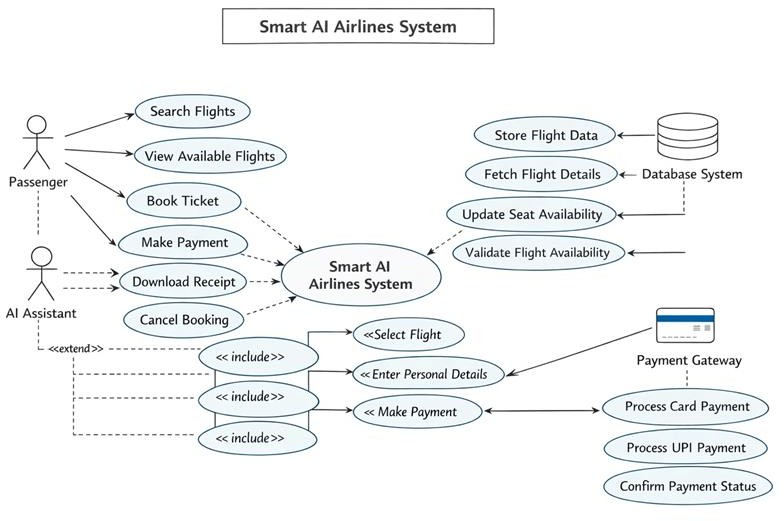 Smart AI Airlines System
Search Flights
View Available Flights
Passenger
Book Ticket
Make Payment
AI Assistant
Download Receipt
Cancel Booking
Smart AI
Airlines System
Store Flight Data
Fetch Flight Details
Database System
Update Seat Availability
Validate Flight Availability
<<extend>>
<< include>>
<< include>>
<< include>>
<<Select Flight
<<Enter Personal Details
<< Make Payment
Payment Gateway
Process Card Payment
Process UPI Payment
Confirm Payment Status